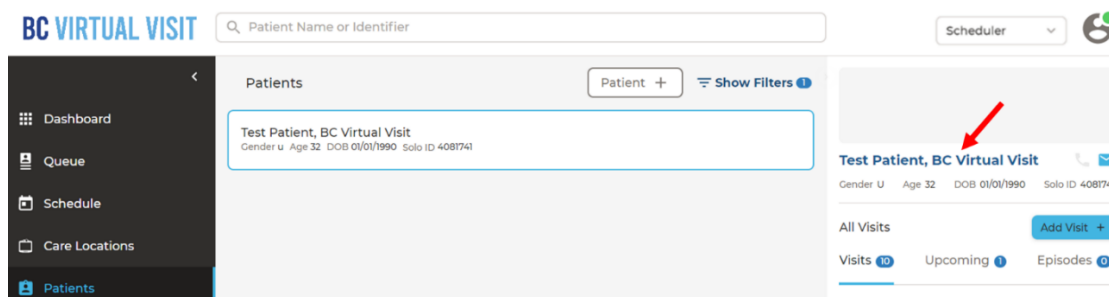 BC VIRTUAL VISIT
Patient Name or Identifier
Scheduler
Dashboard
Queue
Schedule
Care Locations
Patients
Patients
Patient +
Show Filters 1
Test Patient, BC Virtual Visit
Gender u Age 32 DOB 01/01/1990 Solo ID 4081741
Test Patient, BC Virtual Visit
Gender U Age 32 DOB 01/01/1990 Solo ID 408174
All Visits
Add Visit +
Visits 10 Upcoming 1 Episodes 0